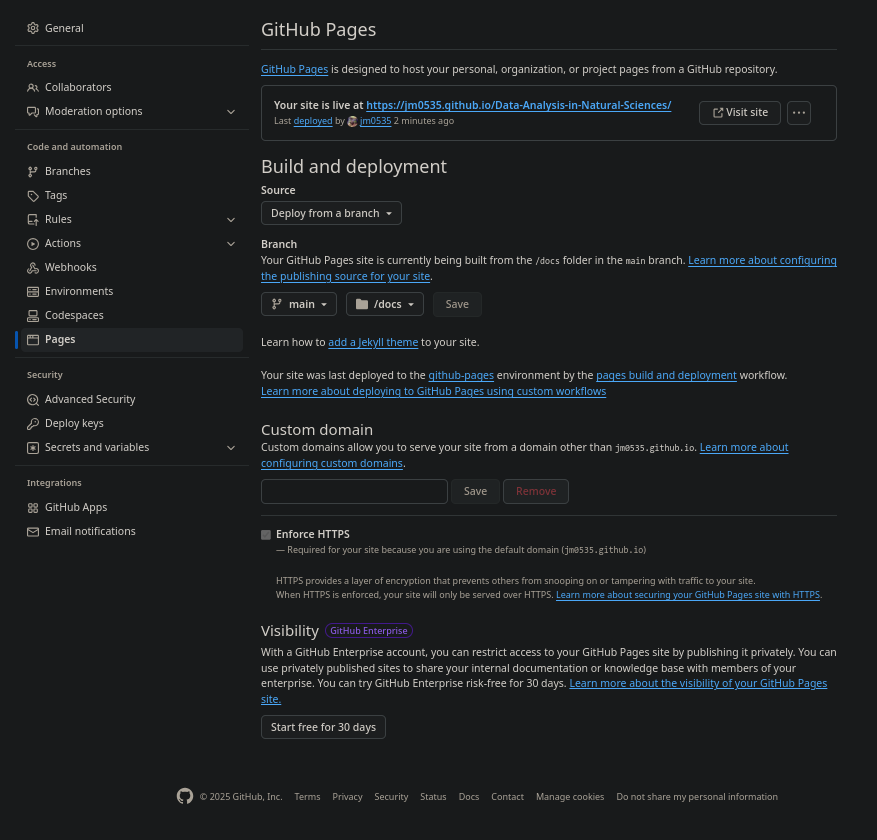 General
Access
Collaborators
Moderation options
Code and automation
Branches
Tags
Rules
Actions
Webhooks
Environments
Codespaces
Pages
Security
Advanced Security
Deploy keys
Secrets and variables
Integrations
GitHub Apps
Email notifications
GitHub Pages
GitHub Pages is designed to host your personal, organization, or project pages from a GitHub repository.
Your site is live at https://jm0535.github.io/Data-Analysis-in-Natural-Sciences/
Last deployed by jm0535 2 minutes ago
Visit site
Build and deployment
Source
Deploy from a branch
Branch
Your GitHub Pages site is currently being built from the /docs folder in the main branch. Learn more about configuring
the publishing source for your site.
main
/docs
Save
Learn how to add a Jekyll theme to your site.
Your site was last deployed to the github-pages environment by the pages build and deployment workflow.
Learn more about deploying to GitHub Pages using custom workflows
Custom domain
Custom domains allow you to serve your site from a domain other than jm0535.github.io. Learn more about
configuring custom domains.
Save
Remove
Enforce HTTPS
— Required for your site because you are using the default domain (jm0535.github.io)
HTTPS provides a layer of encryption that prevents others from snooping on or tampering with traffic to your site.
When HTTPS is enforced, your site will only be served over HTTPS. Learn more about securing your GitHub Pages site with HTTPS.
Visibility GitHub Enterprise
With a GitHub Enterprise account, you can restrict access to your GitHub Pages site by publishing it privately. You can
use privately published sites to share your internal documentation or knowledge base with members of your
enterprise. You can try GitHub Enterprise risk-free for 30 days. Learn more about the visibility of your GitHub Pages
site.
Start free for 30 days
© 2025 GitHub, Inc. Terms Privacy Security Status Docs Contact Manage cookies Do not share my personal information